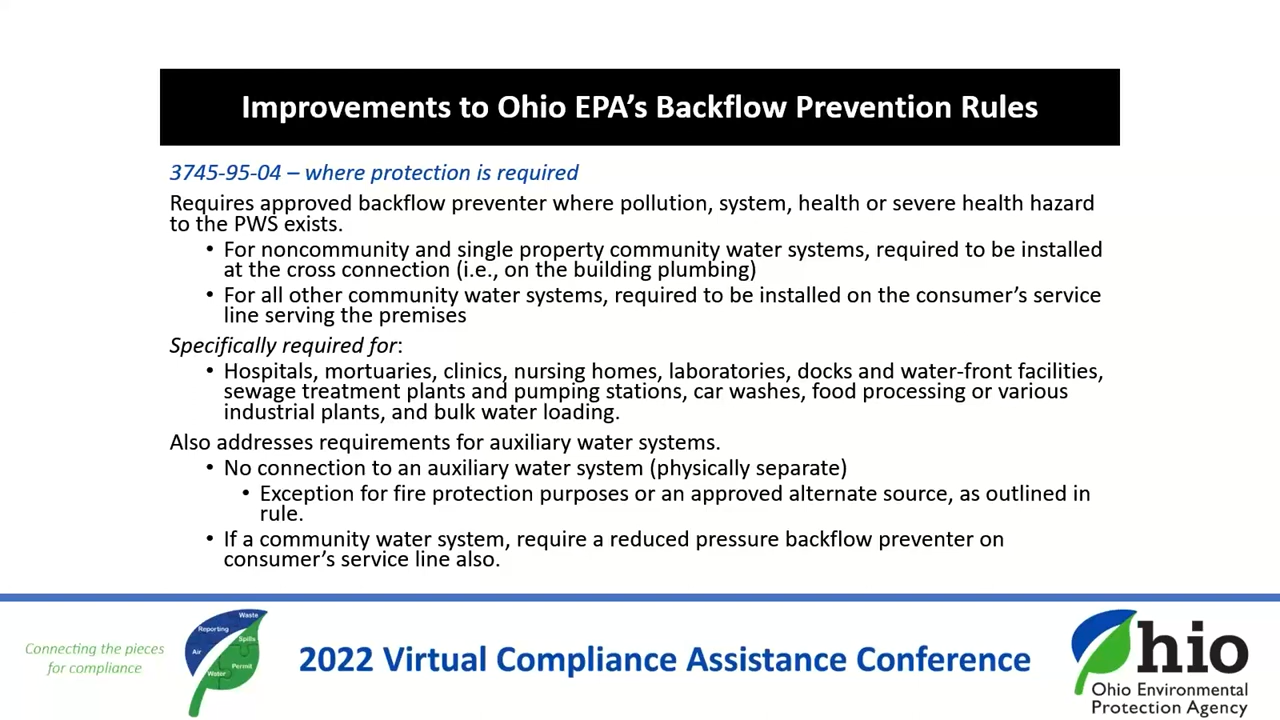 Improvements to Ohio EPA's Backflow Prevention Rules
3745-95-04 – where protection is required
Requires approved backflow preventer where pollution, system, health or severe health hazard
to the PWS exists.
• For noncommunity and single property community water systems, required to be installed
at the cross connection (i.e., on the building plumbing)
• For all other community water systems, required to be installed on the consumer's service
line serving the premises
Specifically required for:
• Hospitals, mortuaries, clinics, nursing homes, laboratories, docks and water-front facilities,
sewage treatment plants and pumping stations, car washes, food processing or various
industrial plants, and bulk water loading.
Also addresses requirements for auxiliary water systems.
• No connection to an auxiliary water system (physically separate)
• Exception for fire protection purposes or an approved alternate source, as outlined in
rule.
• If a community water system, require a reduced pressure backflow preventer on
consumer's service line also.
Connecting the pieces
for compliance
Waste
Reporting
Spills
Air
Permit
Water
2022 Virtual Compliance Assistance Conference
Ohio
Ohio Environmental
Protection Agency